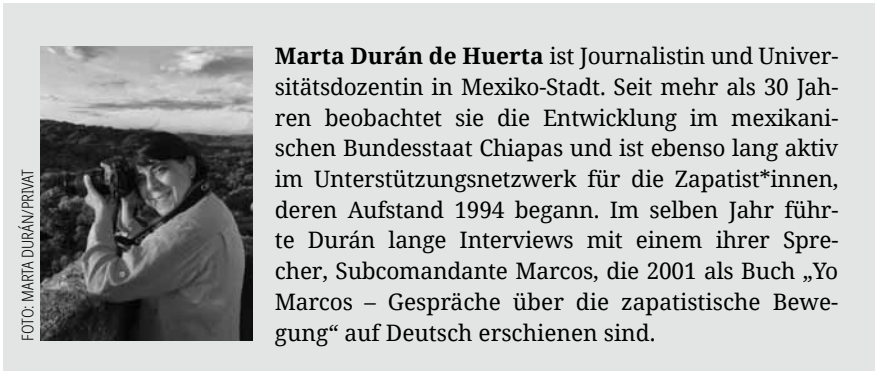 Marta Durán de Huerta ist Journalistin und Univer-
sitätsdozentin in Mexiko-Stadt. Seit mehr als 30 Jah-
ren beobachtet sie die Entwicklung im mexikani-
schen Bundesstaat Chiapas und ist ebenso lang aktiv
im Unterstützungsnetzwerk für die Zapatist*innen,
deren Aufstand 1994 begann. Im selben Jahr führ-
te Durán lange Interviews mit einem ihrer Spre-
cher, Subcomandante Marcos, die 2001 als Buch „Yo
Marcos – Gespräche über die zapatistische Bewe-
gung“ auf Deutsch erschienen sind.
FOTO: MARTA DURÁN/PRIVAT